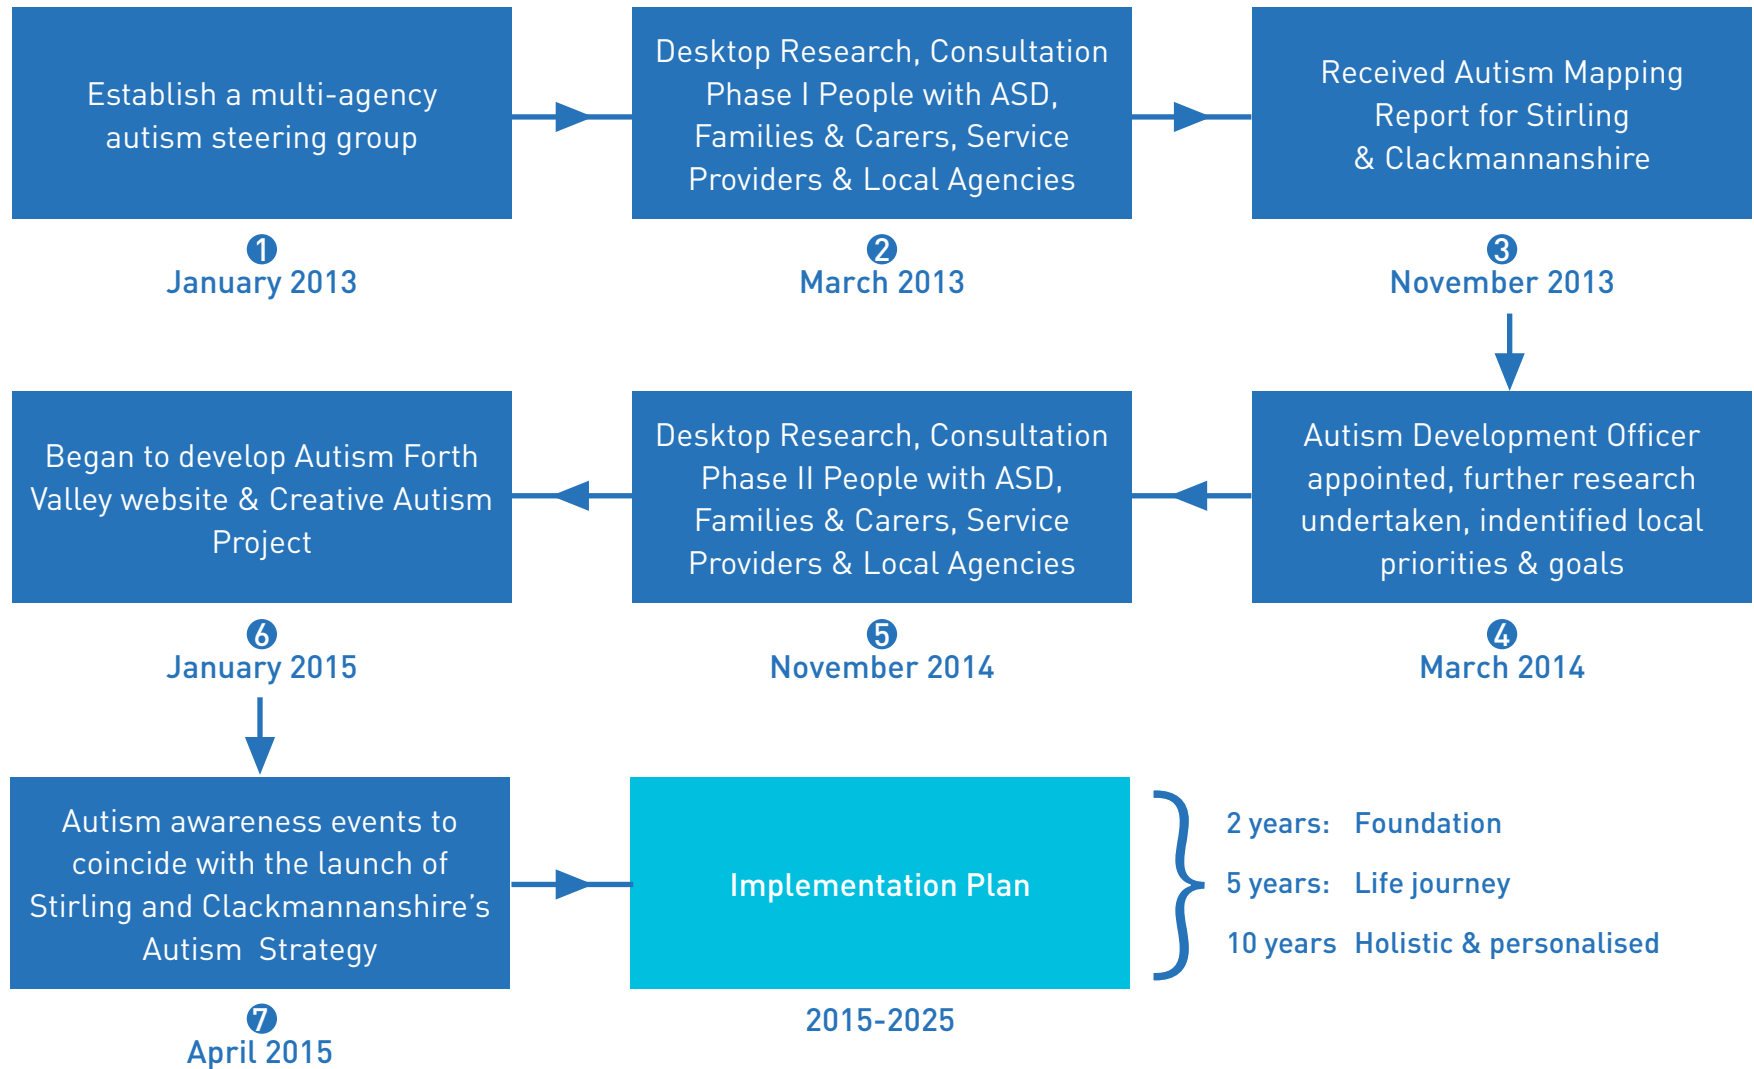 Establish a multi-agency
autism steering group
1
January 2013
Desktop Research, Consultation
Phase I People with ASD,
Families & Carers, Service
Providers & Local Agencies
2
March 2013
Received Autism Mapping
Report for Stirling
& Clackmannanshire
3
November 2013
Autism Development Officer
appointed, further research
undertaken, indentified local
priorities & goals
4
March 2014
Desktop Research, Consultation
Phase II People with ASD,
Families & Carers, Service
Providers & Local Agencies
5
November 2014
Began to develop Autism Forth
Valley website & Creative Autism
Project
6
January 2015
Autism awareness events to
coincide with the launch of
Stirling and Clackmannanshire’s
Autism  Strategy
7
April 2015
Implementation Plan
2015-2025
2 years: Foundation
5 years: Life journey
10 years Holistic & personalised